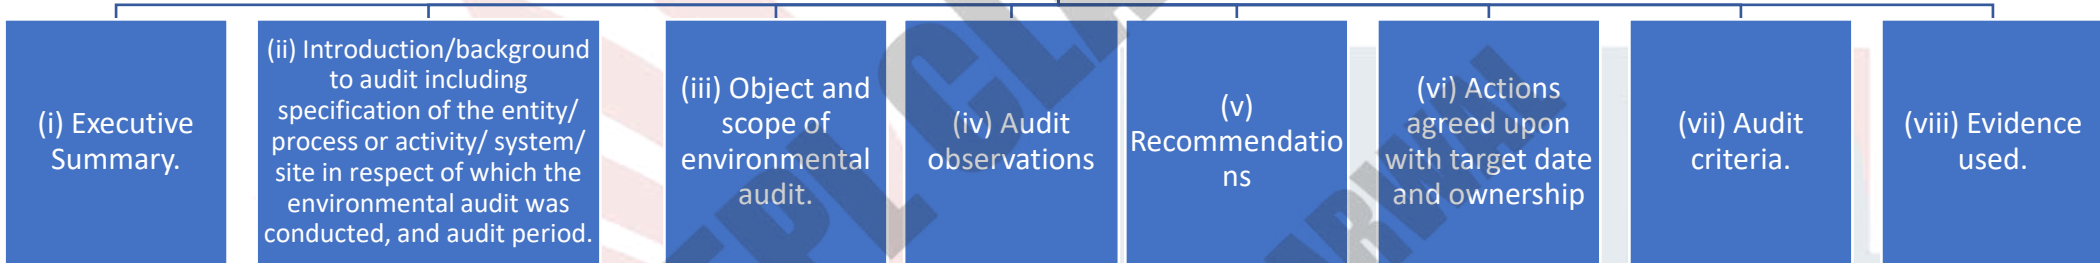 (i) Executive
Summary.
(ii) Introduction/background
to audit including
specification of the entity/
process or activity/ system/
site in respect of which the
environmental audit was
conducted, and audit period.
(iii) Object and
scope of
environmental
audit.
(iv) Audit
observations
(v)
Recommendatio
ns
(vi) Actions
agreed upon
with target date
and ownership
(vii) Audit
criteria.
(viii) Evidence
used.